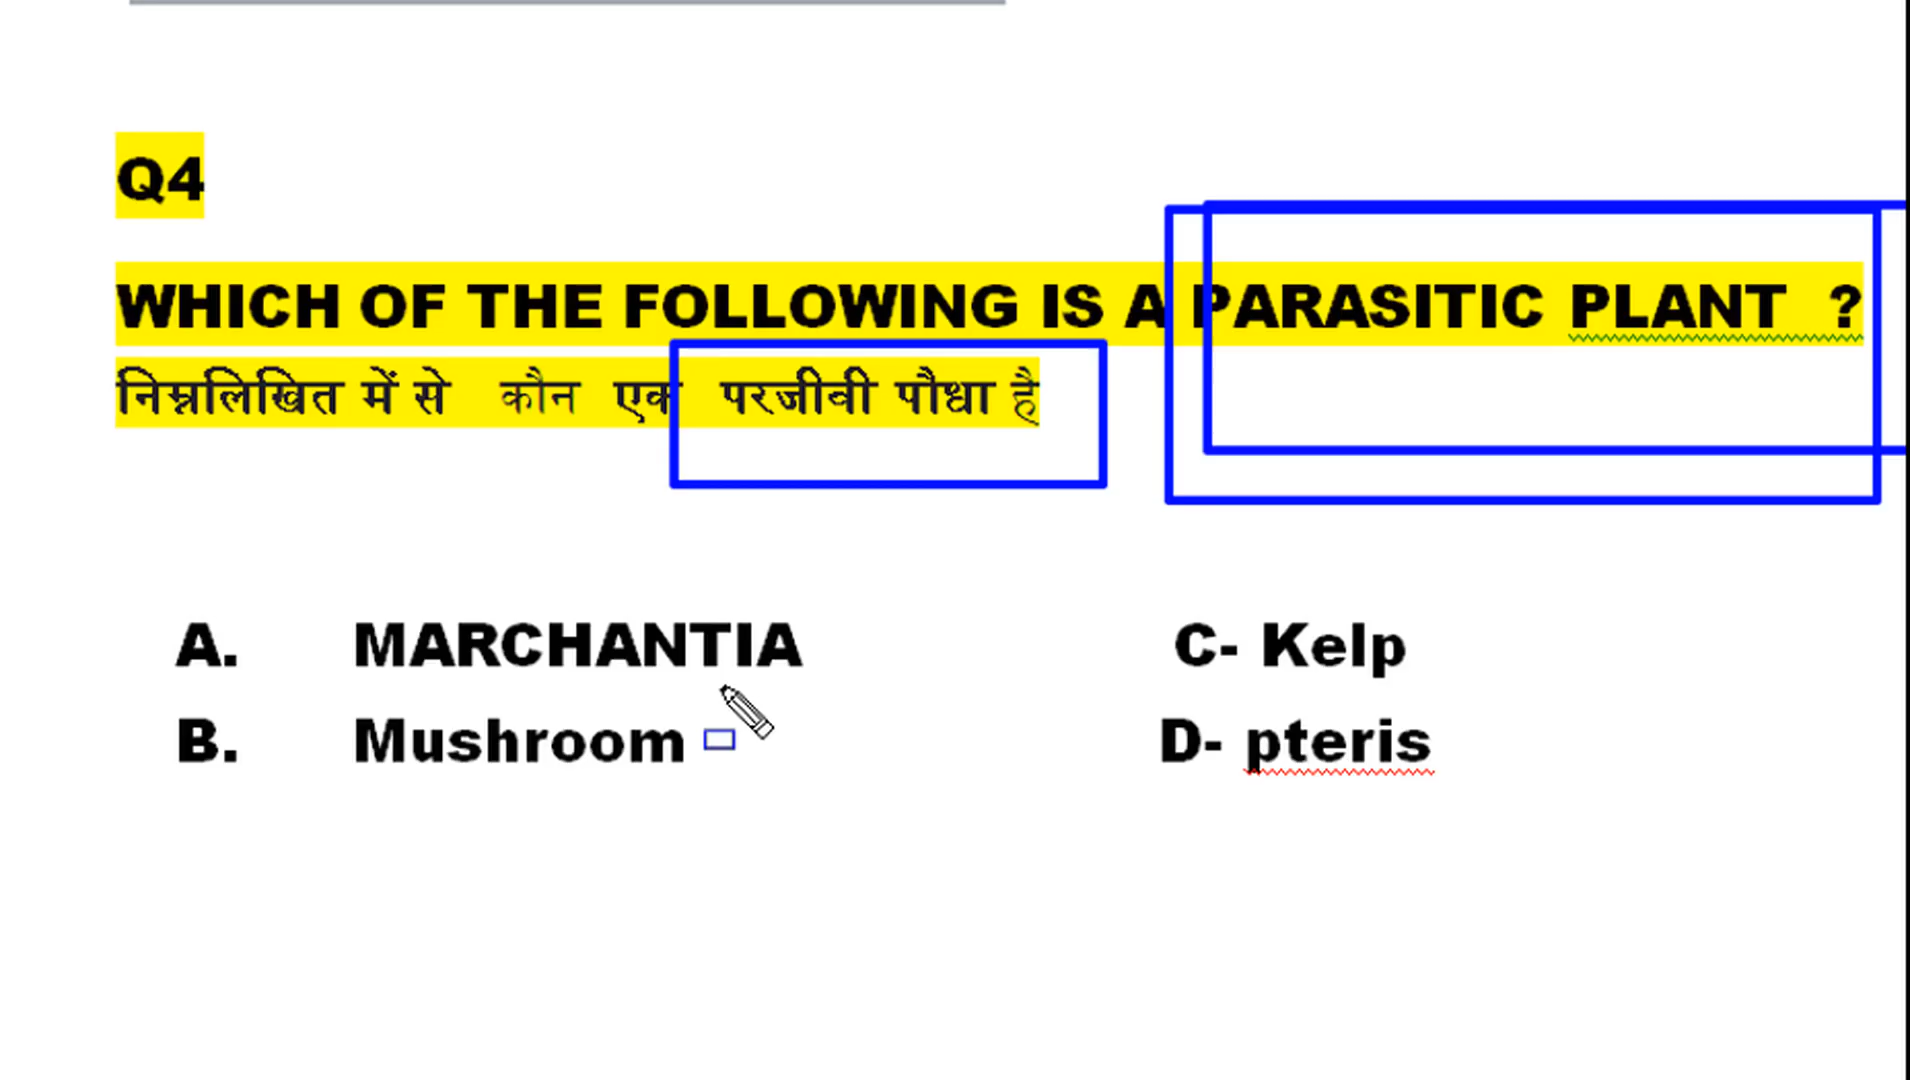 Q4
WHICH OF THE FOLLOWING IS A PARASITIC PLANT ?
निम्नलिखित में से कौन एक परजीवी पौधा है
A. MARCHANTIA C- Kelp
B. Mushroom D- pteris